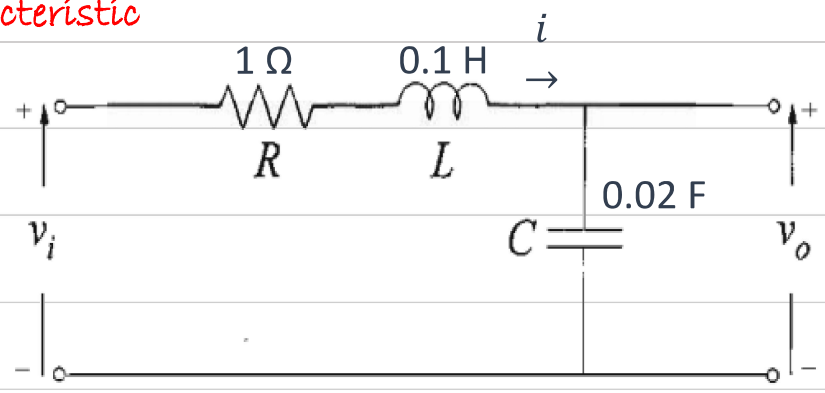 cteristic
i
1 Ω 0.1 H →
+ +
R L
0.02 F
vi C vo
− −